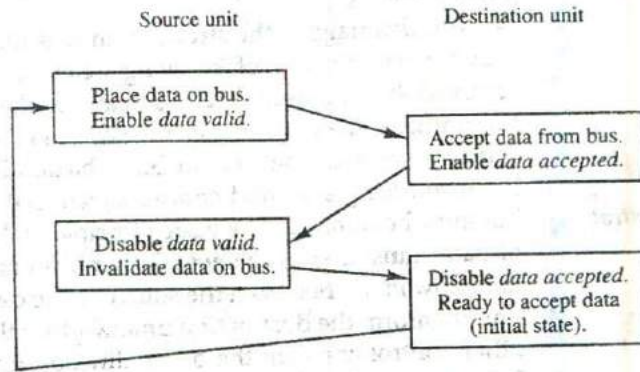 Source unit
Destination unit
Place data on bus.
Enable data valid.
Accept data from bus.
Enable data accepted.
Disable data valid.
Invalidate data on bus.
Disable data accepted.
Ready to accept data
(initial state).